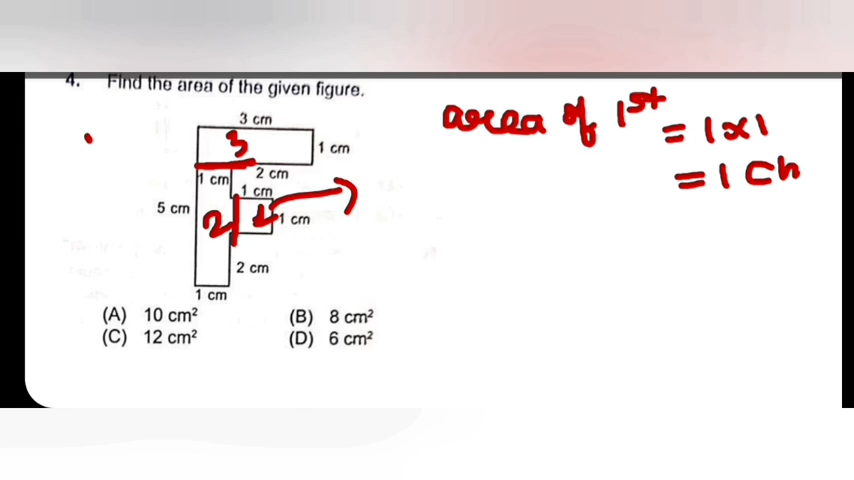 4. Find the area of the given figure.
3 cm
3
1 cm
1 cm
2 cm
1 cm
5 cm
2
1
1 cm
2 cm
1 cm
(A) 10 cm²
(B) 8 cm²
(C) 12 cm²
(D) 6 cm²
area of 1st
= 1x1
= 1 cm